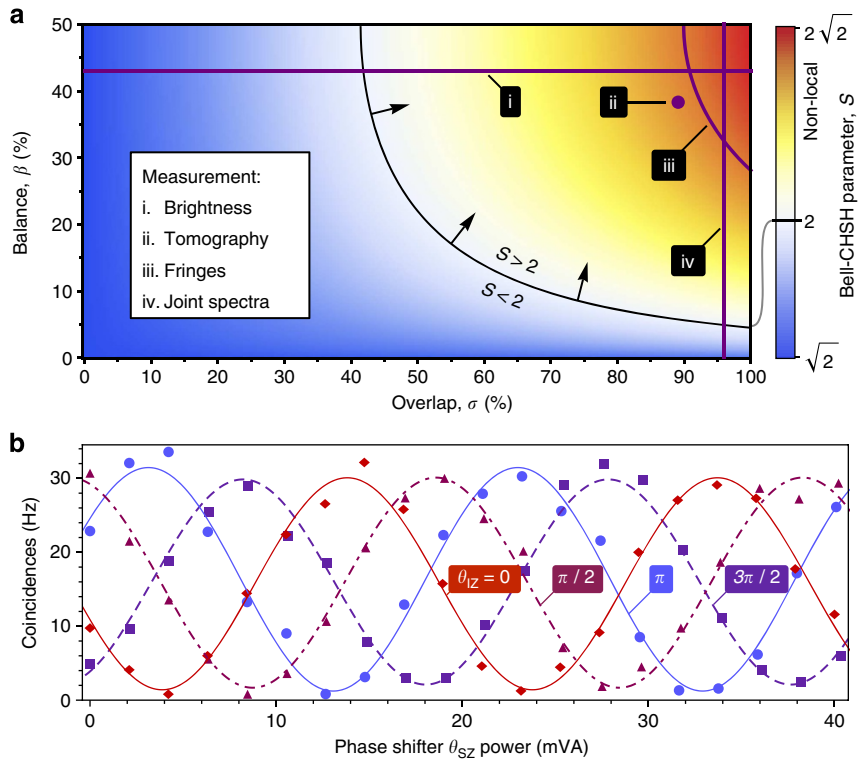 a
50
40
30
20
10
0
Balance, β (%)
0 10 20 30 40 50 60 70 80 90 100
Overlap, σ (%)
Measurement:
i. Brightness
ii. Tomography
iii. Fringes
iv. Joint spectra
i
ii
iii
iv
S > 2
S < 2
2√2
2
√2
Non-local
Local
Bell-CHSH parameter, S
b
30
20
10
0
Coincidences (Hz)
θIZ = 0
π / 2
π
3π / 2
0 10 20 30 40
Phase shifter θSZ power (mVA)